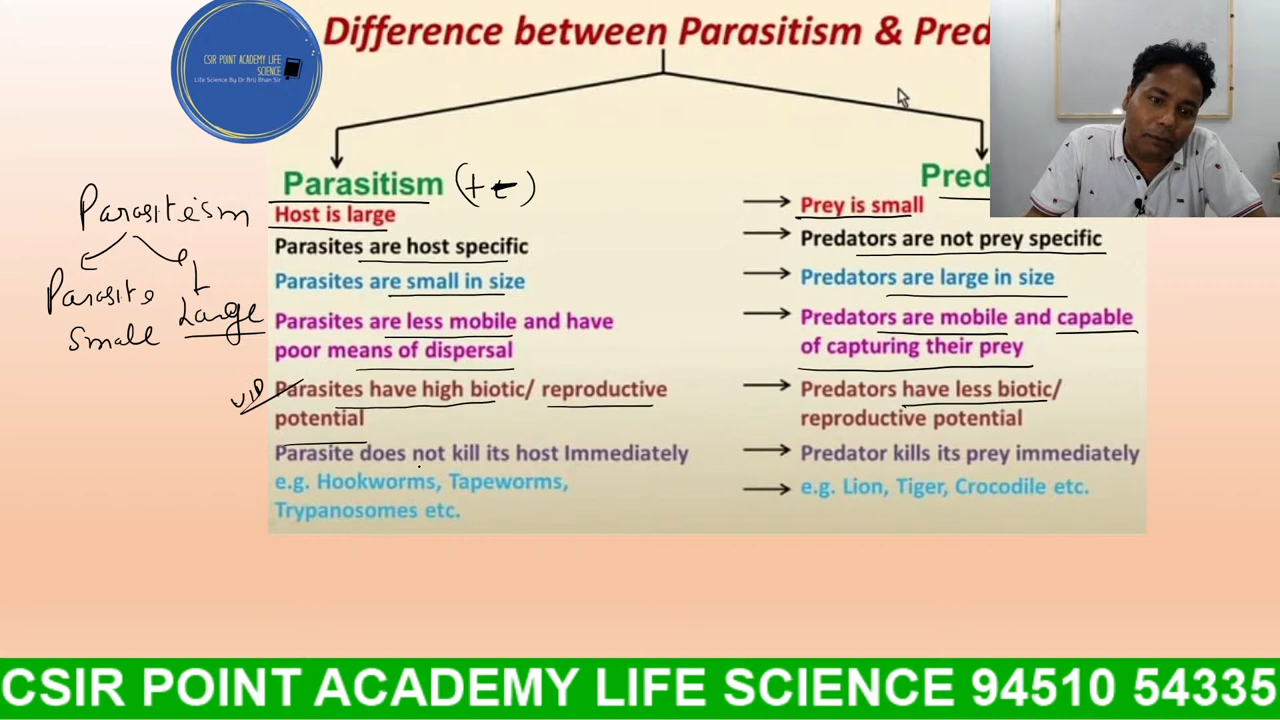 Difference between Parasitism & Pred
CSIR POINT ACADEMY LIFE
SCIENCE
Life Science By Dr Brij Bhan Sir
Parasitism (+ -)
Host is large
Parasites are host specific
Parasites are small in size
Parasites are less mobile and have
poor means of dispersal
Parasites have high biotic/ reproductive
potential
Parasite does not kill its host Immediately
e.g. Hookworms, Tapeworms,
Trypanosomes etc.
Pred
Prey is small
Predators are not prey specific
Predators are large in size
Predators are mobile and capable
of capturing their prey
Predators have less biotic/
reproductive potential
Predator kills its prey immediately
e.g. Lion, Tiger, Crocodile etc.
Parasitism
Parasite
small
Large
VIP
CSIR POINT ACADEMY LIFE SCIENCE 94510 54335